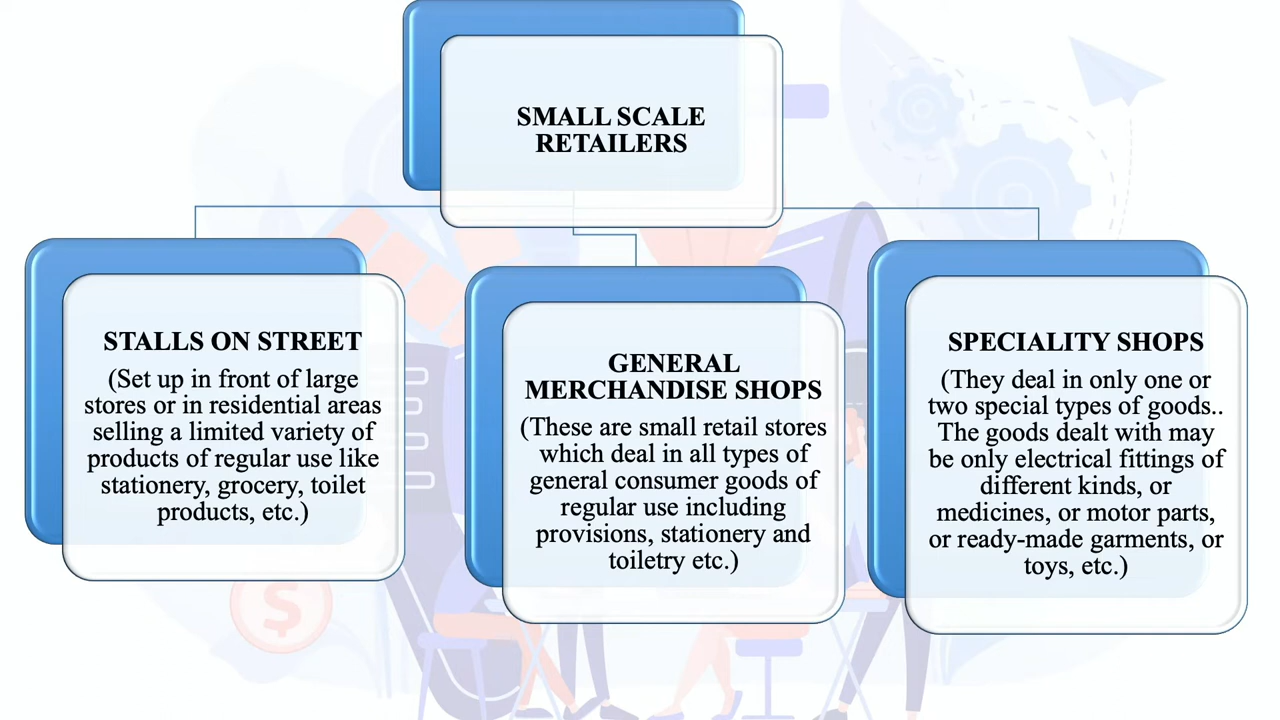 SMALL SCALE
RETAILERS
STALLS ON STREET
(Set up in front of large
stores or in residential areas
selling a limited variety of
products of regular use like
stationery, grocery, toilet
products, etc.)
GENERAL
MERCHANDISE SHOPS
(These are small retail stores
which deal in all types of
general consumer goods of
regular use including
provisions, stationery and
toiletry etc.)
SPECIALITY SHOPS
(They deal in only one or
two special types of goods..
The goods dealt with may
be only electrical fittings of
different kinds, or
medicines, or motor parts,
or ready-made garments, or
toys, etc.)
$